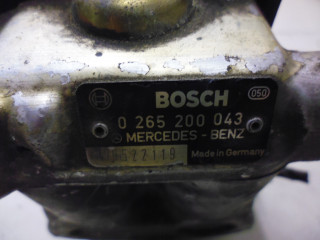 BOSCH
050
0 265 200 043
MERCEDES-BENZ
Made in Germany